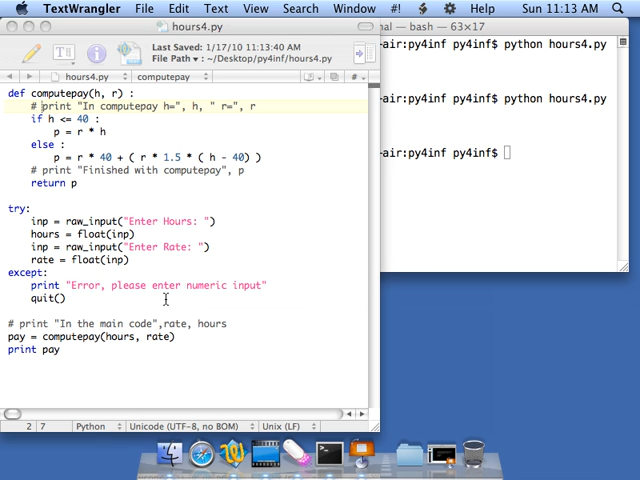 TextWrangler File Edit Text View Search Window #! Help Sun 11:13 AM
hours4.py
nal — bash — 63×17
Last Saved: 1/17/10 11:13:40 AM
File Path : ~/Desktop/py4inf/hours4.py
hours4.py computepay #
def computepay(h, r) :
# print "In computepay h=", h, " r=", r
if h <= 40 :
p = r * h
else :
p = r * 40 + ( r * 1.5 * ( h - 40) )
# print "Finished with computepay", p
return p
try:
inp = raw_input("Enter Hours: ")
hours = float(inp)
inp = raw_input("Enter Rate: ")
rate = float(inp)
except:
print "Error, please enter numeric input"
quit()
# print "In the main code",rate, hours
pay = computepay(hours, rate)
print pay
2 7 Python Unicode (UTF-8, no BOM) Unix (LF)
-air:py4inf py4inf$ python hours4.py
-air:py4inf py4inf$ python hours4.py
-air:py4inf py4inf$